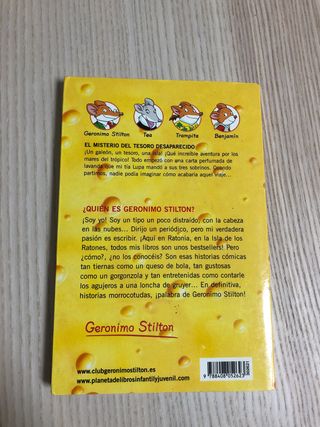 Geronimo Stilton Tea Trampita Benjamín
EL MISTERIO DEL TESORO DESAPARECIDO
¡Un galeón, un tesoro, una isla! ¡Qué increíble aventura por los
mares del trópico! Todo empezó con una carta perfumada de
lavanda que mi tía Lupa mandó a sus tres sobrinos. Cuando
partimos, nadie podía imaginar cómo acabaría aquel viaje...
¿QUIÉN ES GERONIMO STILTON?
¡Soy yo! Soy un tipo un poco distraído, con la cabeza
en las nubes... Dirijo un periódico, pero mi verdadera
pasión es escribir. ¡Aquí en Ratonia, en la Isla de los
Ratones, todos mis libros son unos bestsellers! Pero
¿cómo?, ¿no los conocéis? Son esas historias cómicas
tan tiernas como un queso de bola, tan gustosas
como un gorgonzola y tan entretenidas como contarle
los agujeros a una loncha de gruyer... En definitiva,
historias morrocotudas, ¡palabra de Geronimo Stilton!
Geronimo Stilton
www.clubgeronimostilton.es
www.planetadelibrosinfantilyjuvenil.com
9 788408 052623